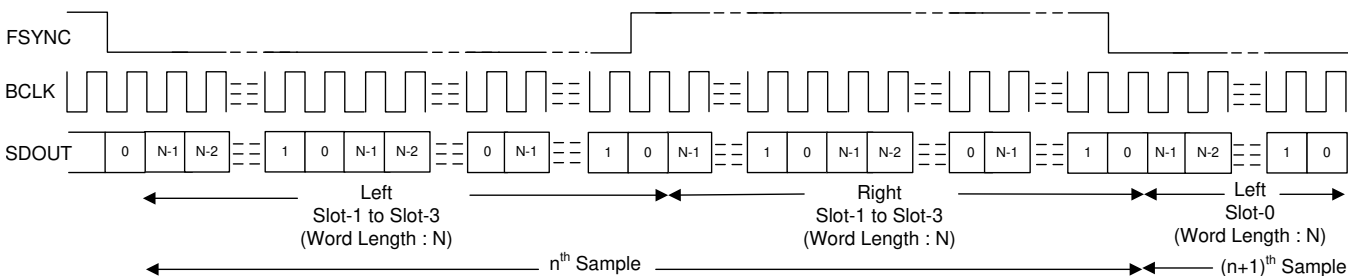 FSYNC
BCLK
SDOUT 0 N-1 N-2 1 0 N-1 N-2 0 N-1 1 0 N-1 1 0 N-1 N-2 0 N-1 1 0 N-1 N-2 1 0
Left Right Left
Slot-1 to Slot-3 Slot-1 to Slot-3 Slot-0
(Word Length : N) (Word Length : N) (Word Length : N)
nth Sample (n+1)th Sample